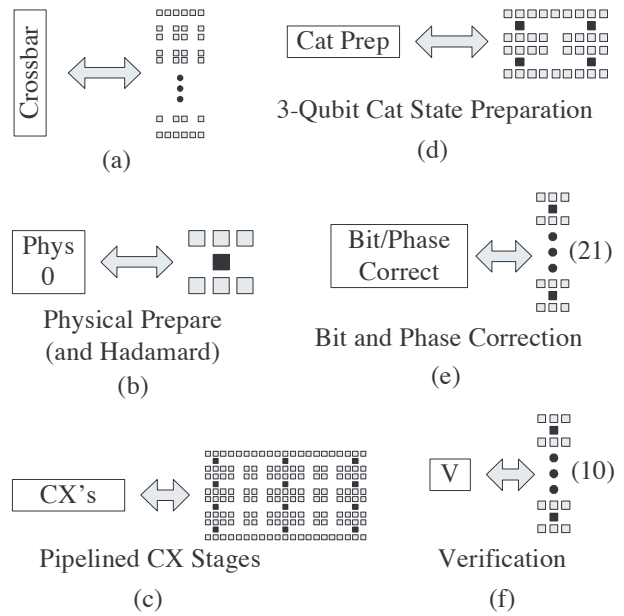 Crossbar
(a)
Cat Prep
3-Qubit Cat State Preparation
(d)
Phys
0
Physical Prepare
(and Hadamard)
(b)
Bit/Phase
Correct
(21)
Bit and Phase Correction
(e)
CX's
Pipelined CX Stages
(c)
V
(10)
Verification
(f)